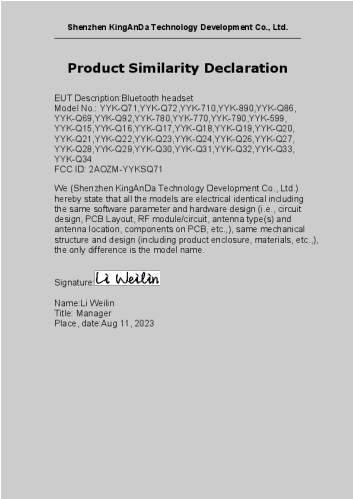 Shenzhen KingAnDa Technology Development Co., Ltd.
Product Similarity Declaration
EUT Description:Bluetooth headset
Model No.: YYK-Q71,YYK-Q72,YYK-710,YYK-890,YYK-Q86,
YYK-Q69,YYK-Q92,YYK-780,YYK-770,YYK-790,YYK-599,
YYK-Q15,YYK-Q16,YYK-Q17,YYK-Q18,YYK-Q19,YYK-Q20,
YYK-Q21,YYK-Q22,YYK-Q23,YYK-Q24,YYK-Q26,YYK-Q27,
YYK-Q28,YYK-Q29,YYK-Q30,YYK-Q31,YYK-Q32,YYK-Q33,
YYK-Q34
FCC ID: 2AOZM-YYKSQ71
We (Shenzhen KingAnDa Technology Development Co., Ltd.)
hereby state that all the models are electrical identical including
the same software parameter and hardware design (i.e., circuit
design, PCB Layout, RF module/circuit, antenna type(s) and
antenna location, components on PCB, etc.,), same mechanical
structure and design (including product enclosure, materials, etc.,),
the only difference is the model name.
Signature:Li Weilin
Name:Li Weilin
Title: Manager
Place, date:Aug 11, 2023